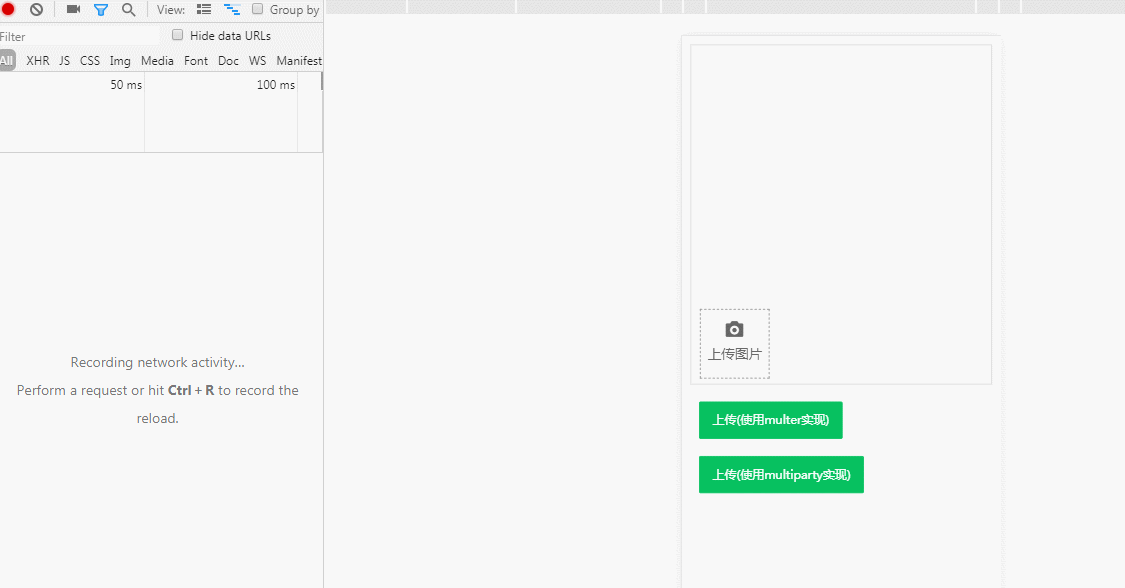 View: Group by
Filter
Hide data URLs
All XHR JS CSS Img Media Font Doc WS Manifest
50 ms 100 ms
Recording network activity...
Perform a request or hit Ctrl + R to record the
reload.
上传图片
上传(使用multer实现)
上传(使用multiparty实现)